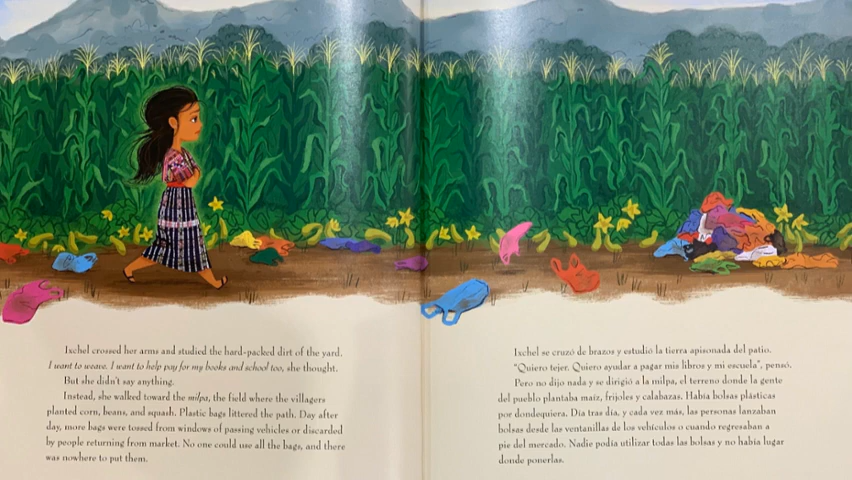 Ixchel crossed her arms and studied the hard-packed dirt of the yard.
I want to weave. I want to help pay for my books and school too, she thought.
But she didn't say anything.
Instead, she walked toward the milpa, the field where the villagers
planted corn, beans, and squash. Plastic bags littered the path. Day after
day, more bags were tossed from windows of passing vehicles or discarded
by people returning from market. No one could use all the bags, and there
was nowhere to put them.
Ixchel se cruzó de brazos y estudió la tierra apisonada del patio.
"Quiero tejer. Quiero ayudar a pagar mis libros y mi escuela", pensó.
Pero no dijo nada y se dirigió a la milpa, el terreno donde la gente
del pueblo plantaba maíz, frijoles y calabazas. Había bolsas plásticas
por dondequiera. Día tras día, y cada vez más, las personas lanzaban
bolsas desde las ventanillas de los vehículos o cuando regresaban a
pie del mercado. Nadie podía utilizar todas las bolsas y no había lugar
donde ponerlas.